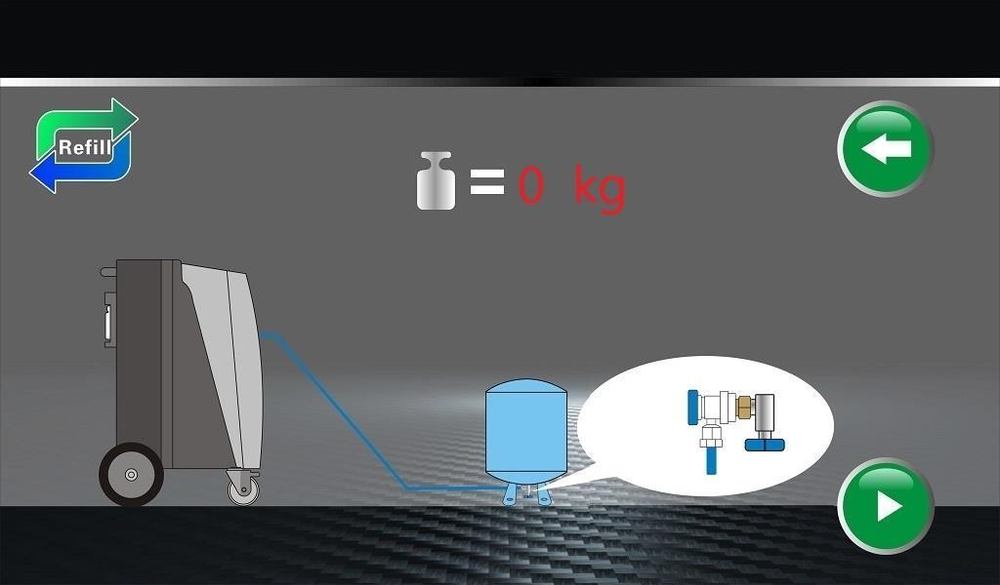 Refill
= 0 kg